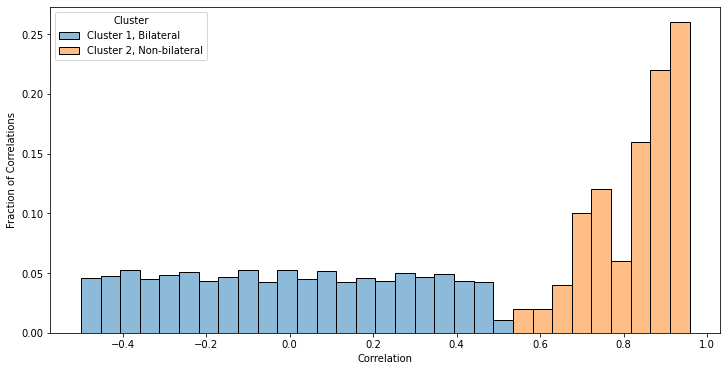 Cluster
Cluster 1, Bilateral
Cluster 2, Non-bilateral
Fraction of Correlations
0.25
0.20
0.15
0.10
0.05
0.00
−0.4 −0.2 0.0 0.2 0.4 0.6 0.8 1.0
Correlation